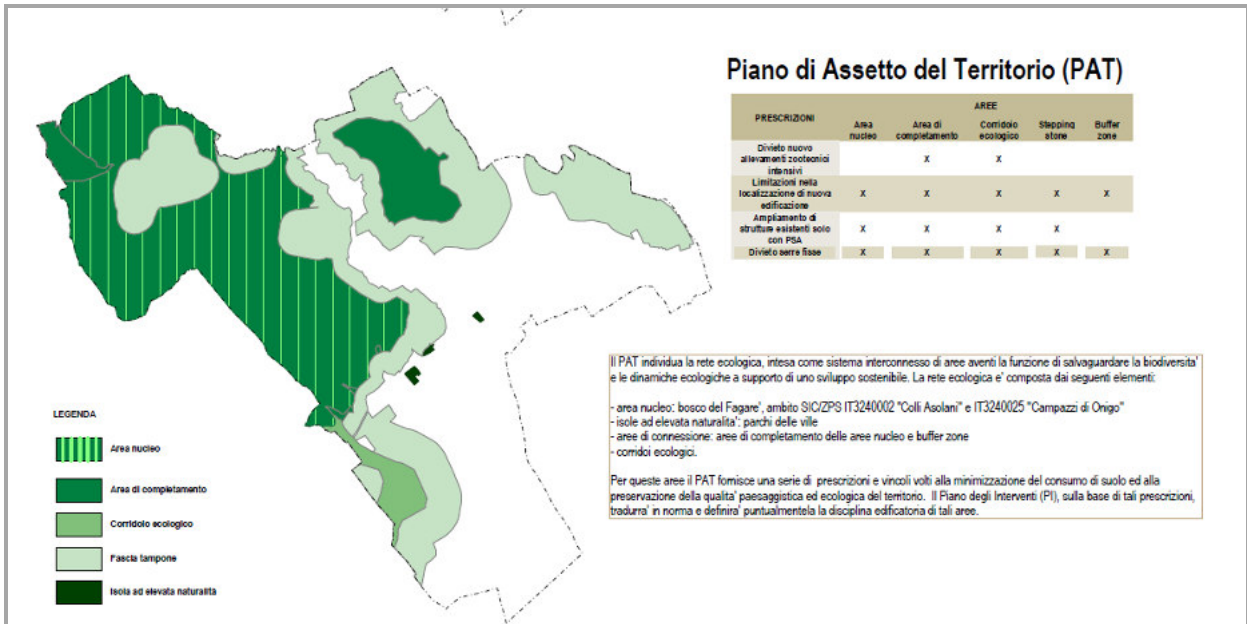 Piano di Assetto del Territorio (PAT)
PRESCRIZIONI
AREE
Area nucleo
Area di completamento
Corridoio ecologico
Stepping stone
Buffer zone
Divieto nuovo allevamenti zootecnici intensivi X X
Limitazioni nella localizzazione di nuova edificazione X X X X X
Ampliamento di strutture esistenti solo con PSA X X X X
Divieto serre fisse X X X X X
Il PAT individua la rete ecologica, intesa come sistema interconnesso di aree aventi la funzione di salvaguardare la biodiversita'
e le dinamiche ecologiche a supporto di uno sviluppo sostenibile. La rete ecologica e' composta dai seguenti elementi:
- area nucleo: bosco del Fagare', ambito SIC/ZPS IT3240002 "Colli Asolani" e IT3240025 "Campazzi di Onigo"
- isole ad elevata naturalita': parchi delle ville
- aree di connessione: aree di completamento delle aree nucleo e buffer zone
- corridoi ecologici.
Per queste aree il PAT fornisce una serie di prescrizioni e vincoli volti alla minimizzazione del consumo di suolo ed alla
preservazione della qualita' paesaggistica ed ecologica del territorio. Il Piano degli Interventi (PI), sulla base di tali prescrizioni,
tradurra' in norma e definira' puntualmentela la disciplina edificatoria di tali aree.
LEGENDA
Area nucleo
Area di completamento
Corridoio ecologico
Fascia tampone
Isola ad elevata naturalità